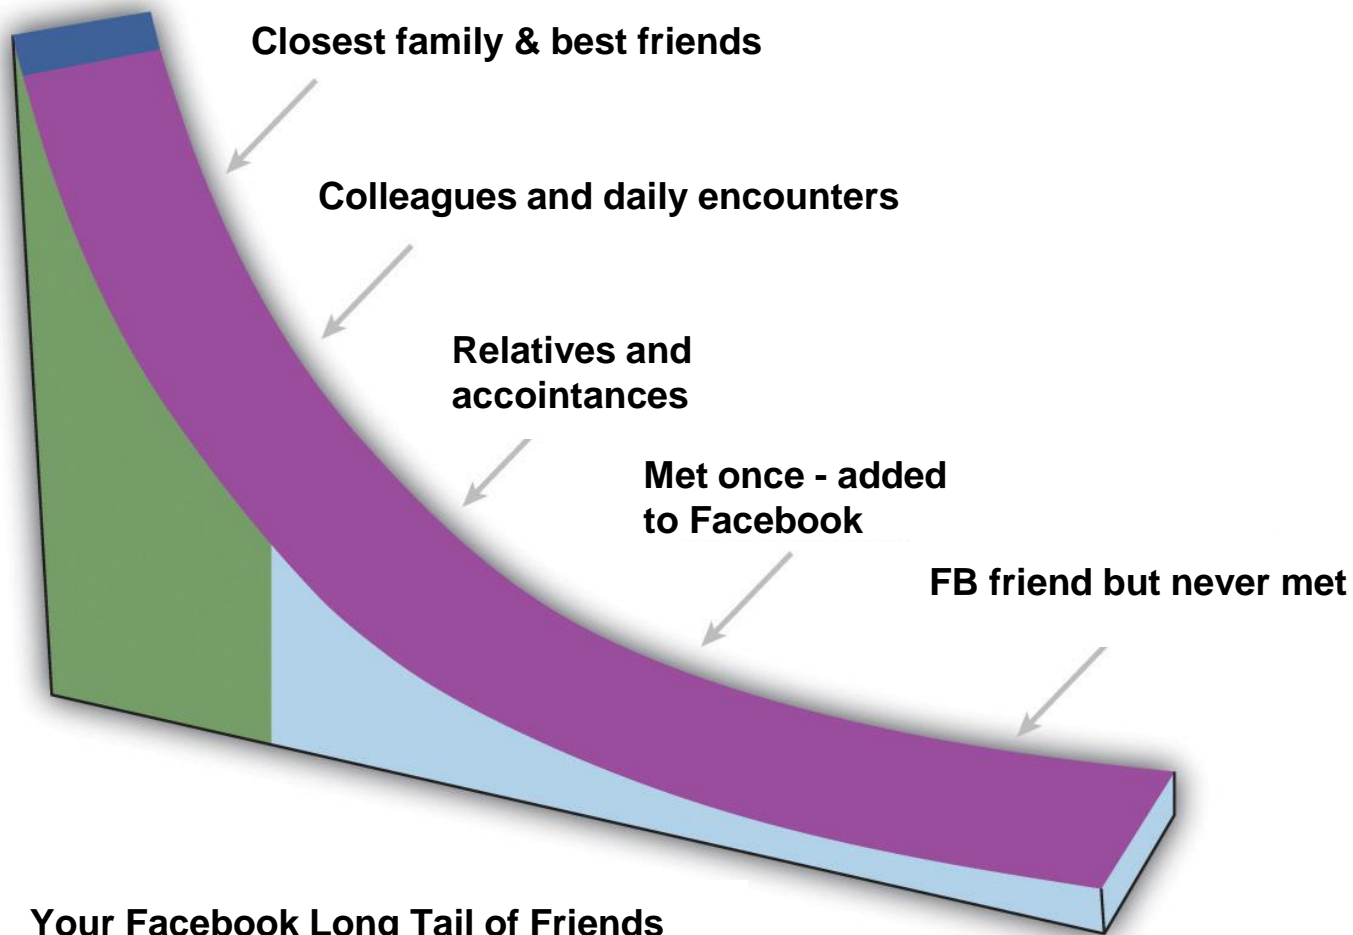 Closest family & best friends
Colleagues and daily encounters
Relatives and
accointances
Met once - added
to Facebook
FB friend but never met
Your Facebook Long Tail of Friends